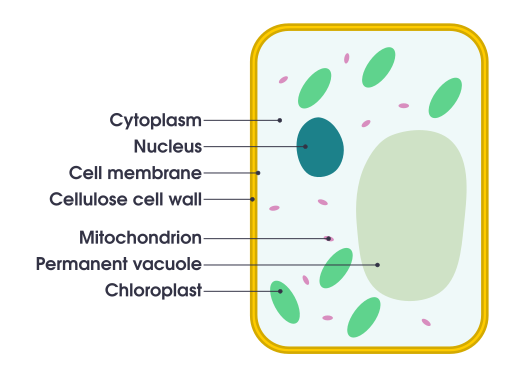 Cytoplasm
Nucleus
Cell membrane
Cellulose cell wall
Mitochondrion
Permanent vacuole
Chloroplast